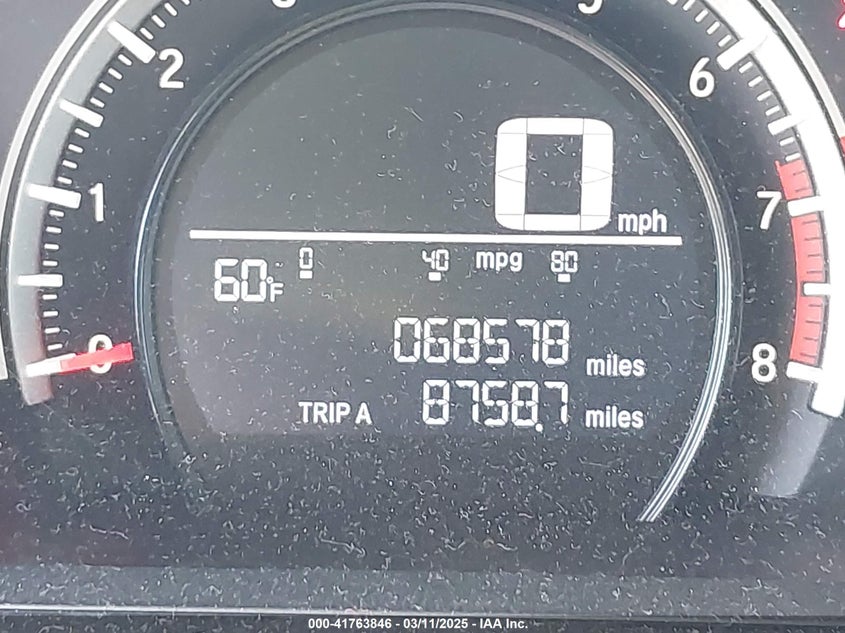 2
6
1
7
0
8
0 mph
60°F
0 40 mpg 80
068578 miles
TRIP A 8758.7 miles
000-41763846 - 03/11/2025 - IAA Inc.